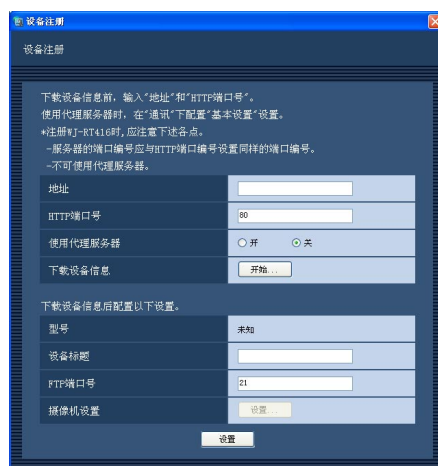 设备注册
设备注册
下载设备信息前，输入"地址"和"HTTP端口号"。
使用代理服务器时，在"通讯"下配置"基本设置"设置。
*注册WJ-RT416时,应注意下述各点。
-服务器的端口编号应与HTTP端口编号设置同样的端口编号。
-不可使用代理服务器。
地址
HTTP端口号 80
使用代理服务器 开 关
下载设备信息 开始...
下载设备信息后配置以下设置。
型号 未知
设备标题
FTP端口号 21
摄像机设置 设置...
设置